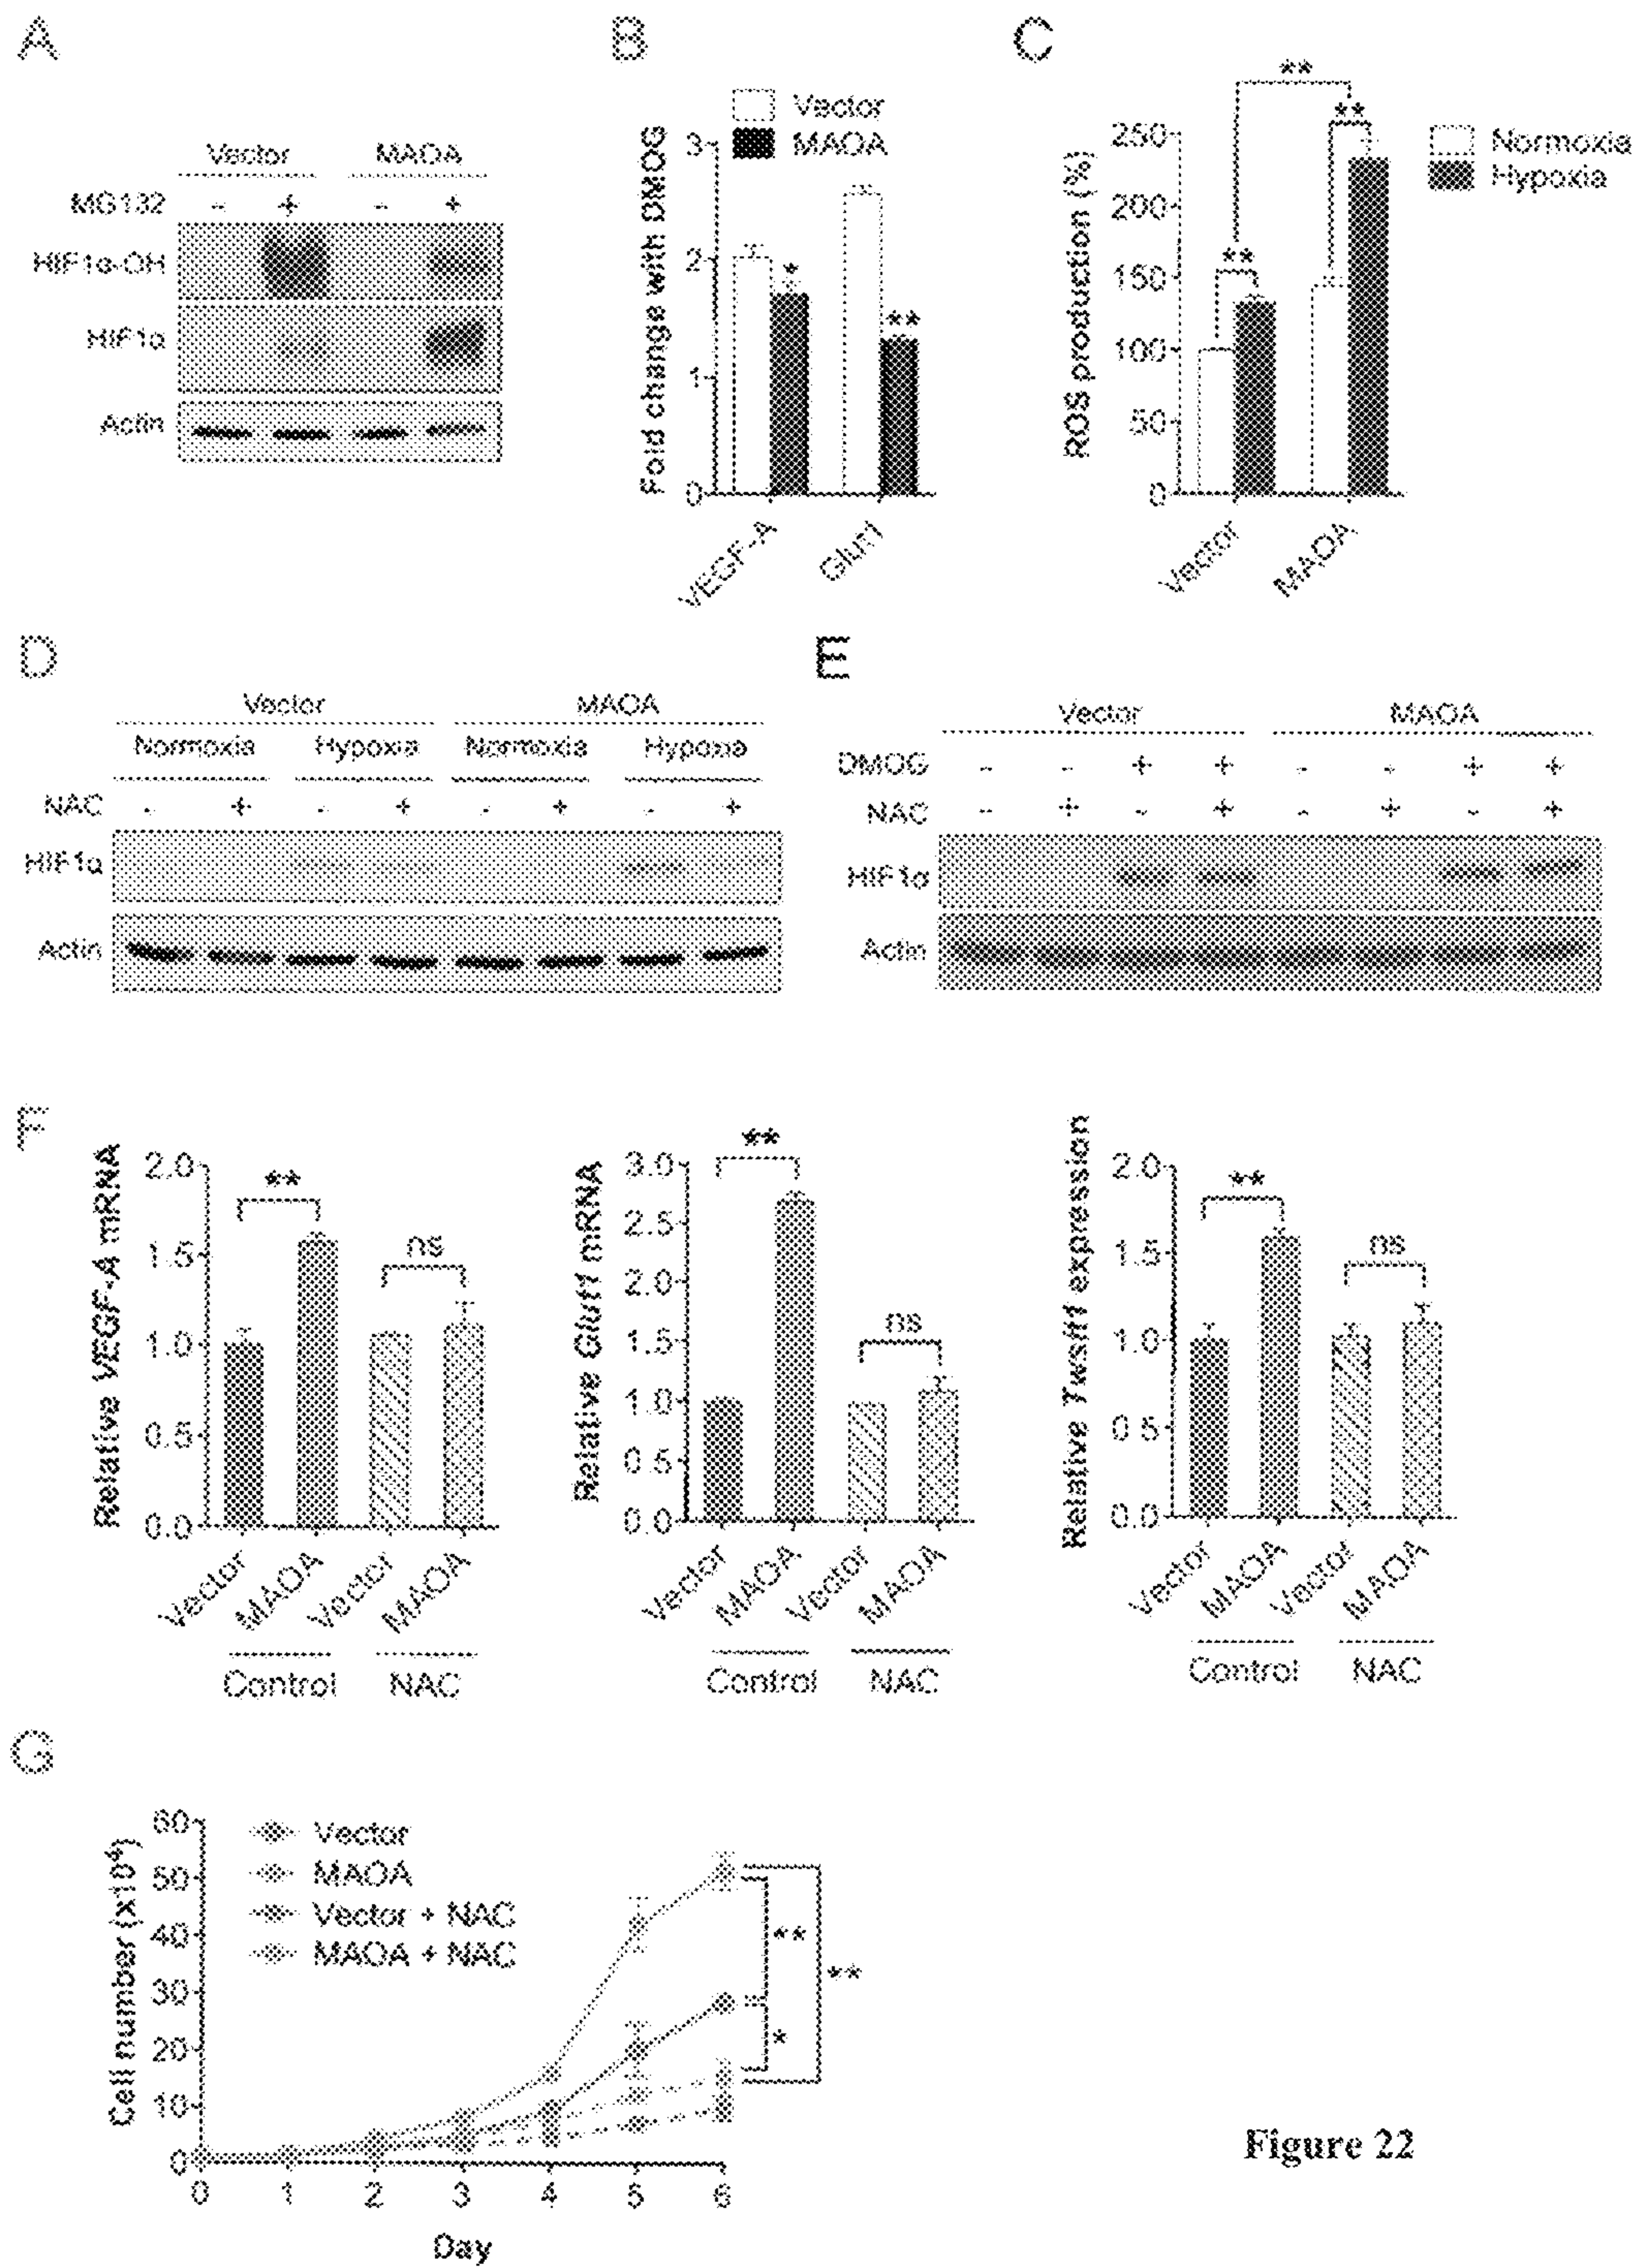 A
Vector MAOA
MG132 - + - +
HIF1α-OH
HIF1α
Actin
B
Vector
MAOA
Fold change with DMOG
3
2
1
0
* **
VEGF-A Glut1
C
** ** **
Normoxia
Hypoxia
ROS production (%)
250
200
150
100
50
0
Vector MAOA
D
Vector MAOA
Normoxia Hypoxia Normoxia Hypoxia
NAC - + - + - + - +
HIF1α
Actin
E
Vector MAOA
DMOG - - + + - - + +
NAC - + - + - + - +
HIF1α
Actin
F
Relative VEGF-A mRNA
2.0
1.5
1.0
0.5
0.0
** ns
Vector MAOA Vector MAOA
Control NAC
Relative Glut1 mRNA
3.0
2.5
2.0
1.5
1.0
0.5
0.0
** ns
Vector MAOA Vector MAOA
Control NAC
Relative Twsit1 expression
2.0
1.5
1.0
0.5
0.0
** ns
Vector MAOA Vector MAOA
Control NAC
G
Cell number (x10⁴)
60
50
40
30
20
10
0
Vector
MAOA
Vector + NAC
MAOA + NAC
**
**
*
0 1 2 3 4 5 6
Day
Figure 22